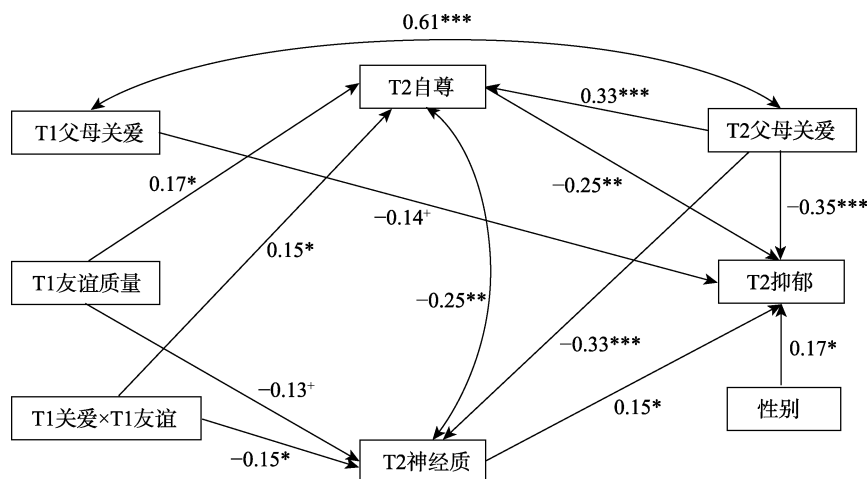 0.61***
T2自尊
0.33***
T1父母关爱
T2父母关爱
0.17*
−0.25**
−0.14+
−0.35***
0.15*
T1友谊质量
T2抑郁
−0.25**
−0.33***
0.17*
−0.13+
0.15*
T1关爱×T1友谊
性别
−0.15*
T2神经质